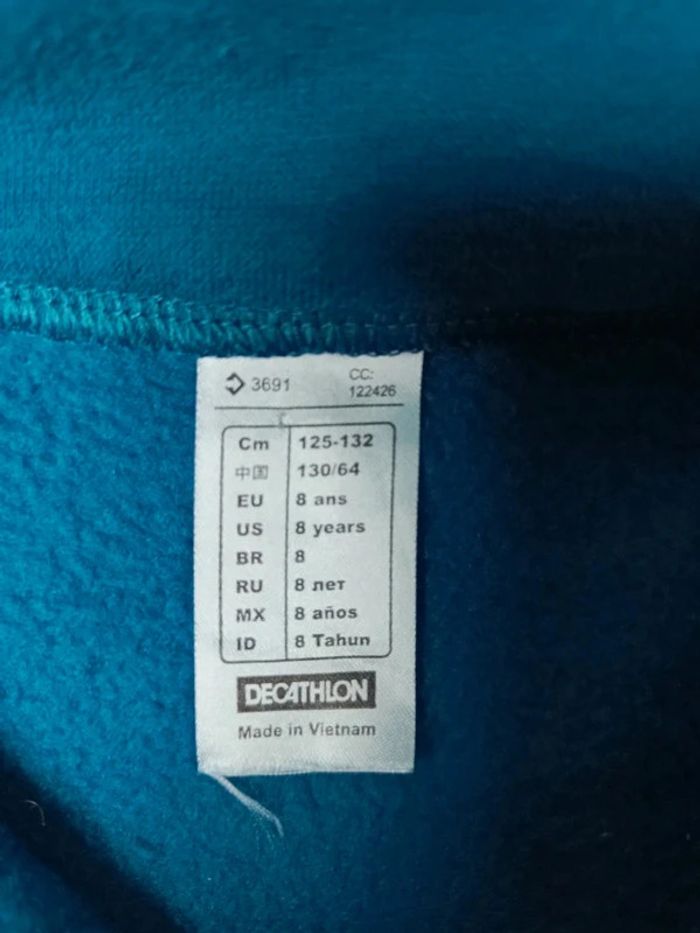 3691 CC: 122426
Cm 125-132
中国 130/64
EU 8 ans
US 8 years
BR 8
RU 8 лет
MX 8 años
ID 8 Tahun
DECATHLON
Made in Vietnam